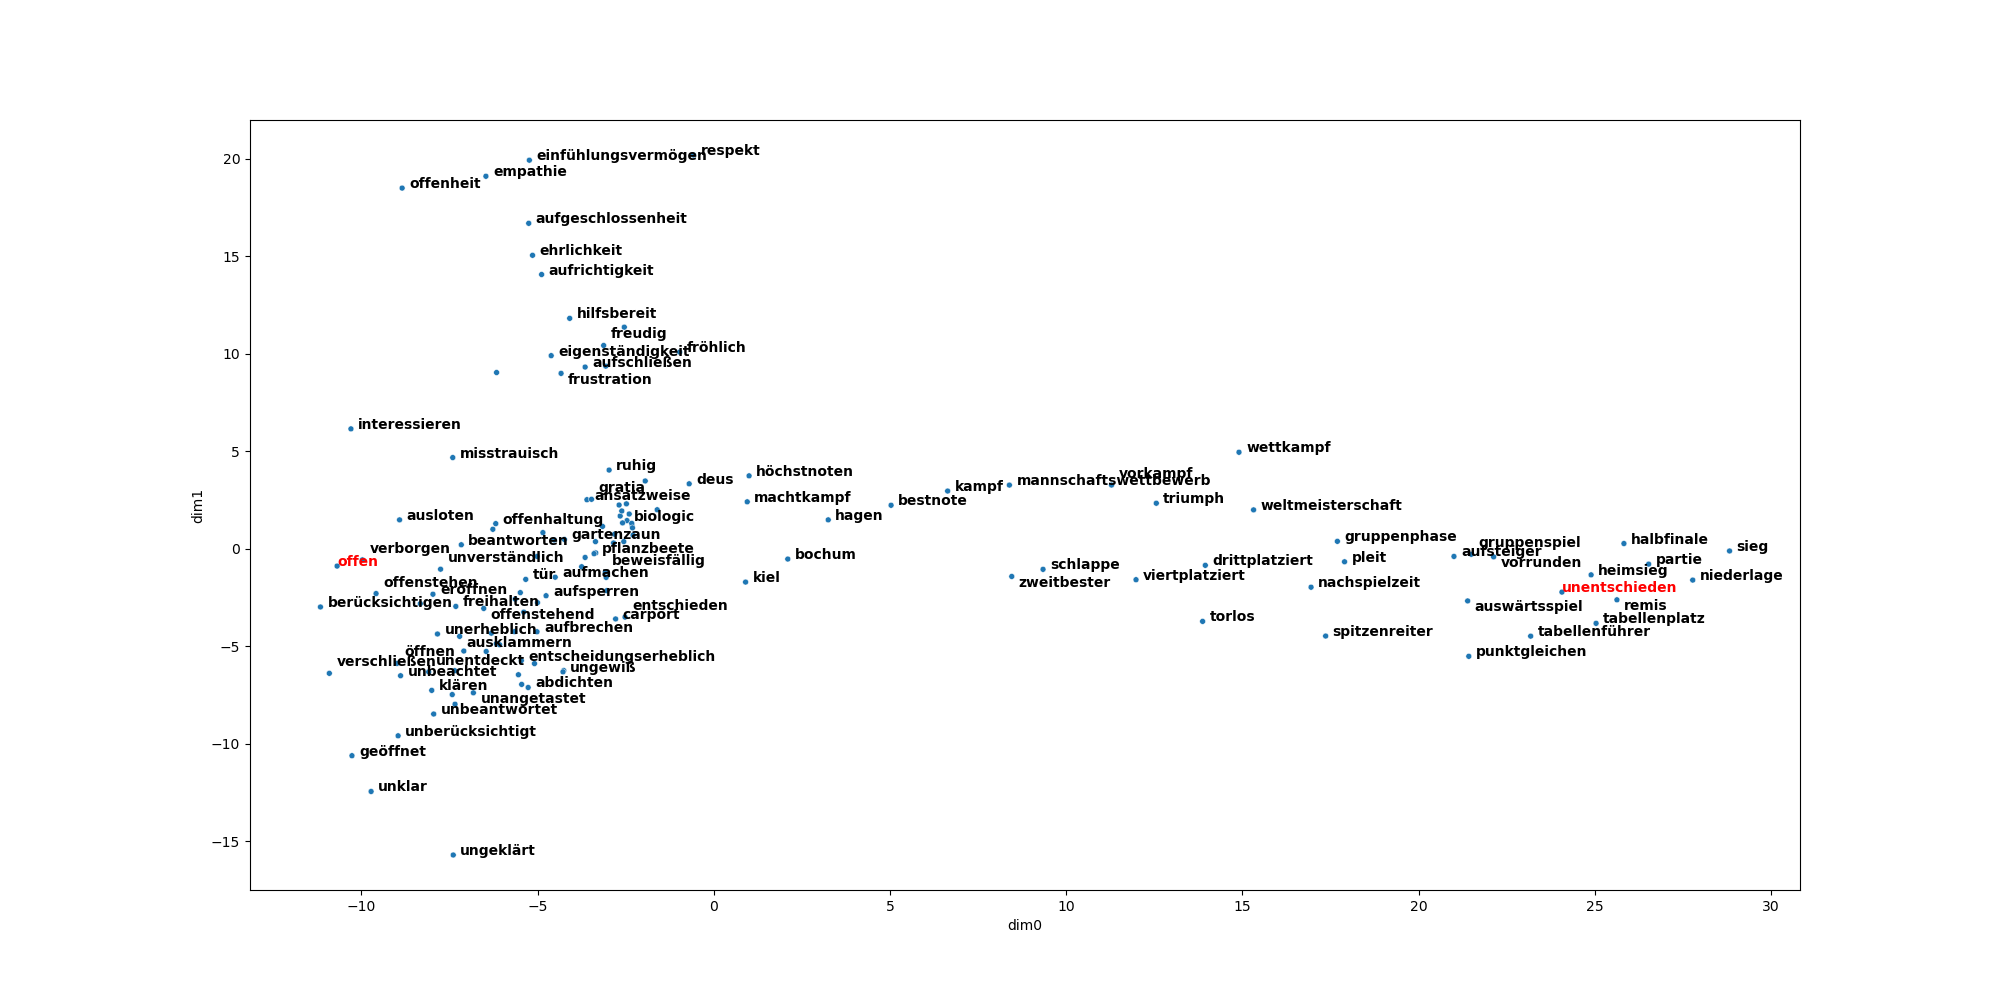 respekt
einfühlungsvermögen
empathie
offenheit
aufgeschlossenheit
ehrlichkeit
aufrichtigkeit
hilfsbereit
freudig
fröhlich
eigenständigkeit
aufschließen
frustration
interessieren
misstrauisch
wettkampf
ruhig
höchstnoten
vorkampf
deus
mannschaftswettbewerb
gratia
kampf
ansatzweise
machtkampf
bestnote
triumph
weltmeisterschaft
ausloten
offenhaltung
biologic
hagen
gartenzaun
gruppenphase
beantworten
gruppenspiel
halbfinale
sieg
verborgen
pflanzbeete
aufsteiger
unverständlich
bochum
pleit
partie
offen
beweisfällig
schlappe
drittplatziert
vorrunden
tür
aufmachen
viertplatziert
heimsieg
niederlage
offenstehen
kiel
zweitbester
nachspielzeit
unentschieden
eröffnen
aufsperren
berücksichtigen
freihalten
entschieden
auswärtsspiel
remis
offenstehend
carport
torlos
tabellenplatz
unerheblich
aufbrechen
spitzenreiter
tabellenführer
ausklammern
öffnen
punktgleichen
verschließen
unentdeckt
entscheidungserheblich
unbeachtet
ungewiß
klären
abdichten
unangetastet
unbeantwortet
unberücksichtigt
geöffnet
unklar
ungeklärt
20
15
10
5
0
−5
−10
−15
dim1
−10 −5 0 5 10 15 20 25 30
dim0